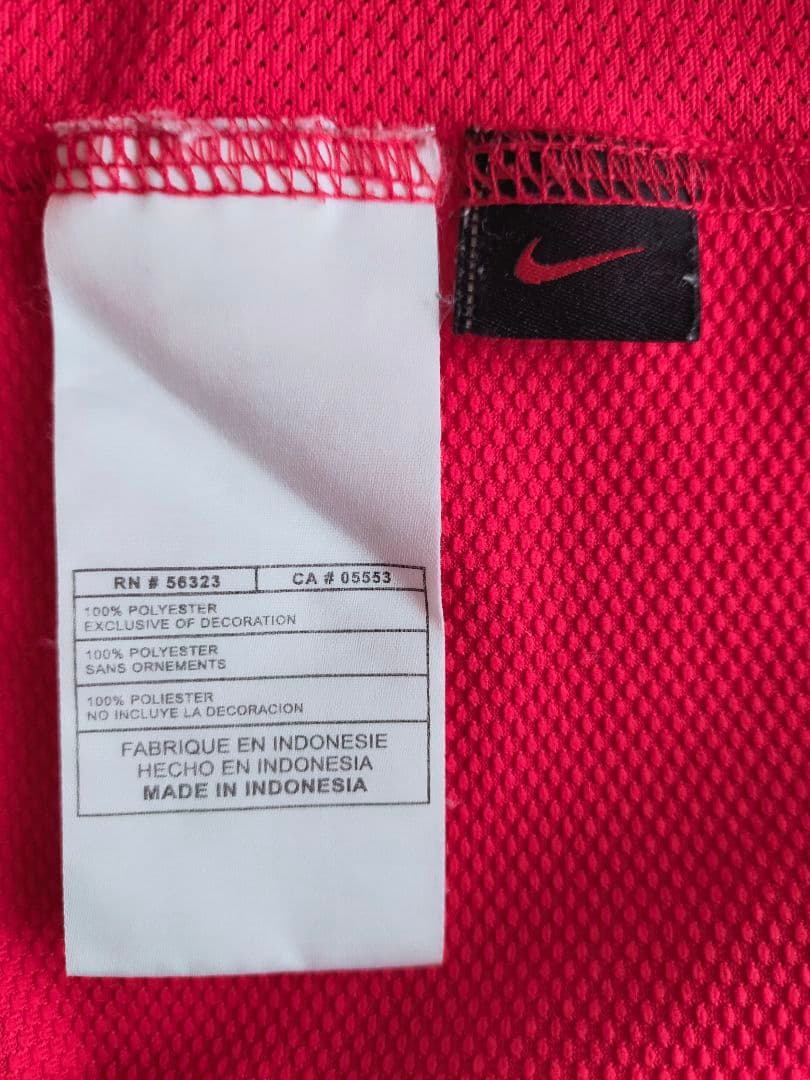 RN # 56323 CA # 05553
100% POLYESTER
EXCLUSIVE OF DECORATION
100% POLYESTER
SANS ORNEMENTS
100% POLIESTER
NO INCLUYE LA DECORACION
FABRIQUE EN INDONESIE
HECHO EN INDONESIA
MADE IN INDONESIA